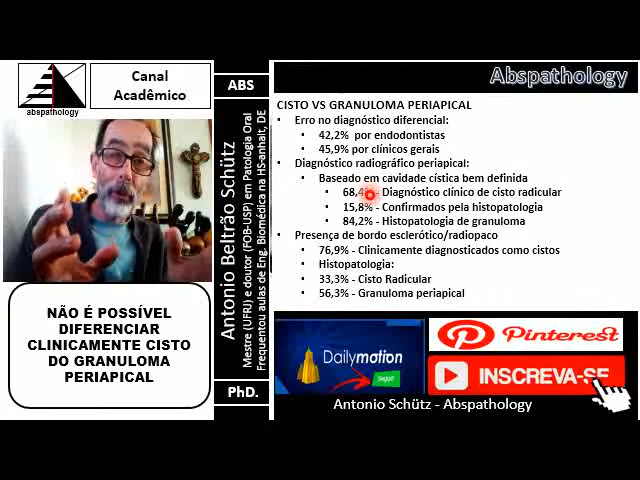 abspathology
Canal
Acadêmico
ABS
Antonio Beltrão Schütz
Mestre (UFRJ) e doutor (FOB-USP) em Patologia Oral
Frequentou aulas de Eng. Biomédica na HS-anhalt, DE
PhD.
NÃO É POSSÍVEL
DIFERENCIAR
CLINICAMENTE CISTO
DO GRANULOMA
PERIAPICAL
Abspathology
CISTO VS GRANULOMA PERIAPICAL
• Erro no diagnóstico diferencial:
• 42,2% por endodontistas
• 45,9% por clínicos gerais
• Diagnóstico radiográfico periapical:
• Baseado em cavidade cística bem definida
• 68,4% Diagnóstico clínico de cisto radicular
• 15,8% - Confirmados pela histopatologia
• 84,2% - Histopatologia de granuloma
• Presença de bordo esclerótico/radiopaco
• 76,9% - Clinicamente diagnosticados como cistos
• Histopatologia:
• 33,3% - Cisto Radicular
• 56,3% - Granuloma periapical
Dailymotion
Seguir
Pinterest
INSCREVA-SE
Antonio Schütz - Abspathology